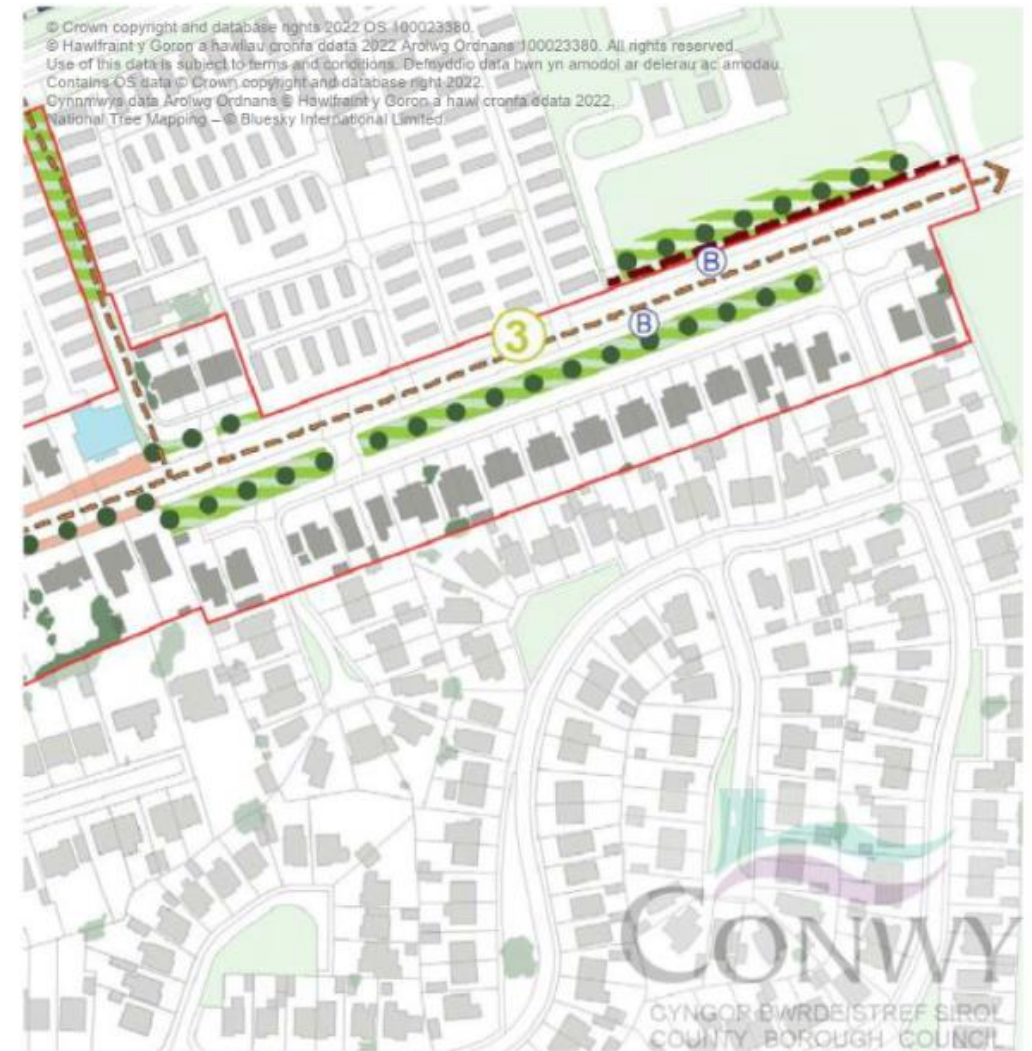 © Crown copyright and database rights 2022 OS 100023380.
© Hawlfraint y Goron a hawliau cronfa ddata 2022 Arolwg Ordnans 100023380. All rights reserved.
Use of this data is subject to terms and conditions. Defnyddio data hwn yn amodol ar delerau ac amodau.
Contains OS data © Crown copyright and database right 2022.
Cynnwys data Arolwg Ordnans © Hawlfraint y Goron a hawl cronfa ddata 2022.
National Tree Mapping – © Bluesky International Limited.
B
B
3
CONWY
CYNGOR BWRDEISTREF SIROL
COUNTY BOROUGH COUNCIL